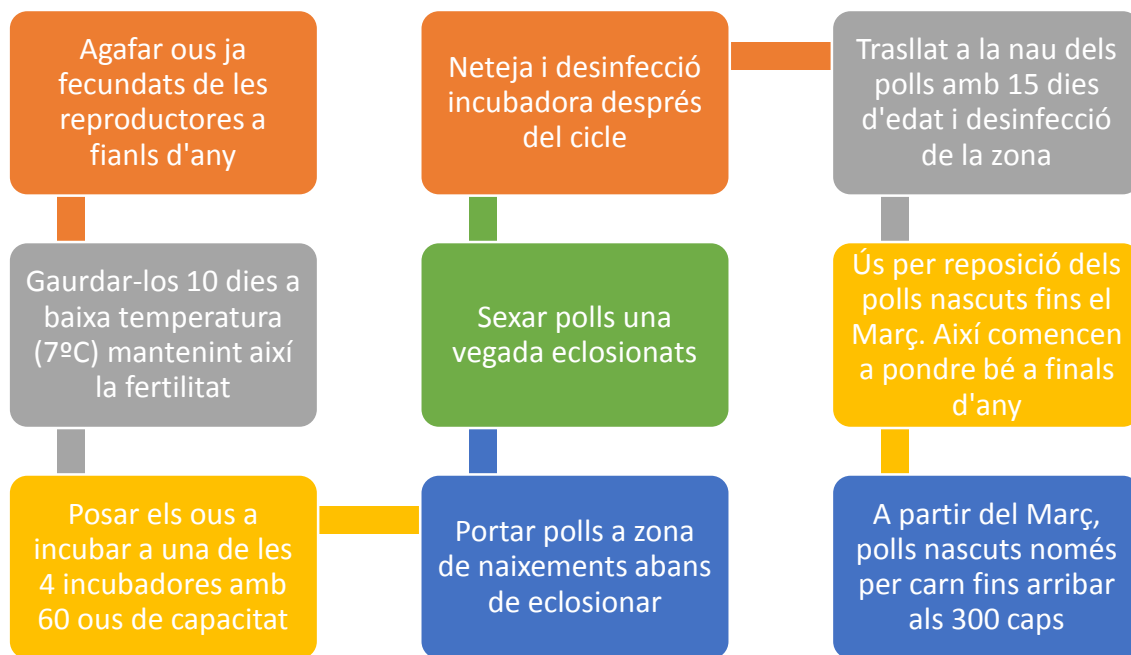 Agafar ous ja
fecundats de les
reproductores a
fianls d'any
Gaurdar-los 10 dies a
baixa temperatura
(7ºC) mantenint així
la fertilitat
Posar els ous a
incubar a una de les
4 incubadores amb
60 ous de capacitat
Portar polls a zona
de naixements abans
de eclosionar
Sexar polls una
vegada eclosionats
Neteja i desinfecció
incubadora després
del cicle
Trasllat a la nau dels
polls amb 15 dies
d'edat i desinfecció
de la zona
Ús per reposició dels
polls nascuts fins el
Març. Així comencen
a pondre bé a finals
d'any
A partir del Març,
polls nascuts només
per carn fins arribar
als 300 caps